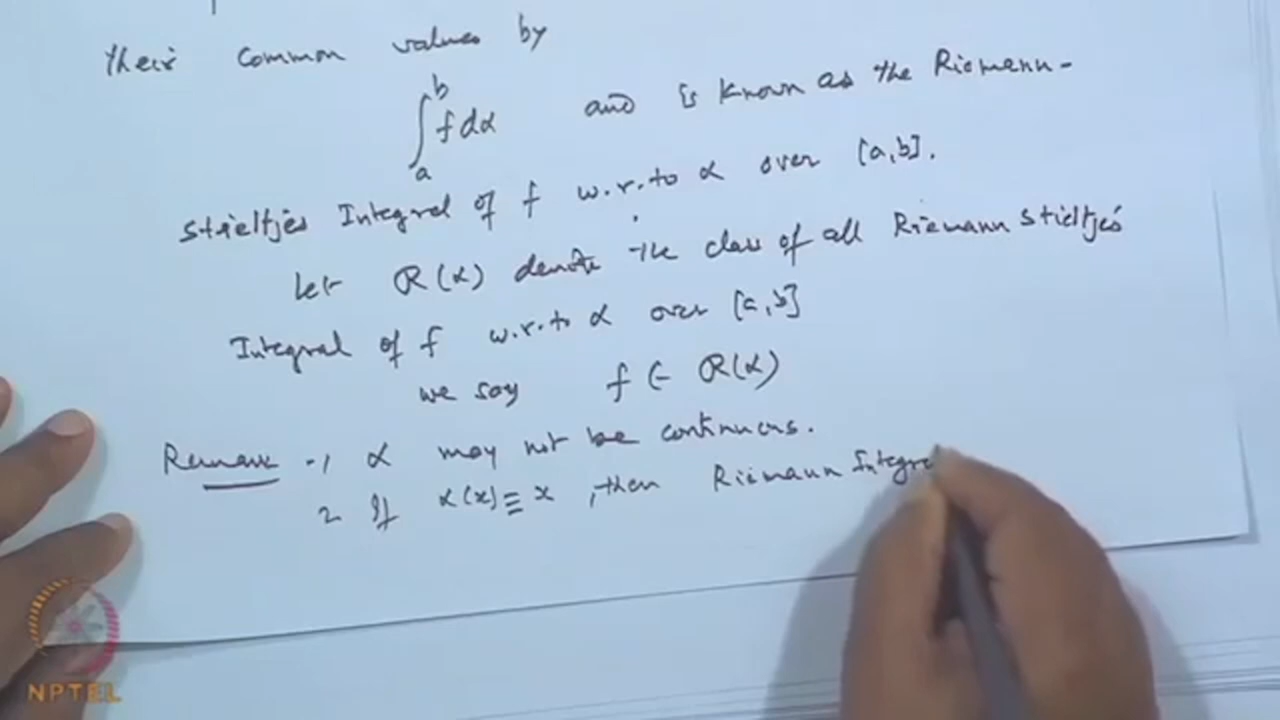 their common values by
∫_a^b f dα and is known as the Riemann-
Stieltjes Integral of f w.r.to α over [a,b].
Let R(α) denote the class of all Riemann Stieltjes
Integral of f w.r.to α over [a,b]
we say f ∈ R(α)
Remark -1 α may not be continuous.
2 If α(x) ≡ x, then Riemann Integra
NPTEL